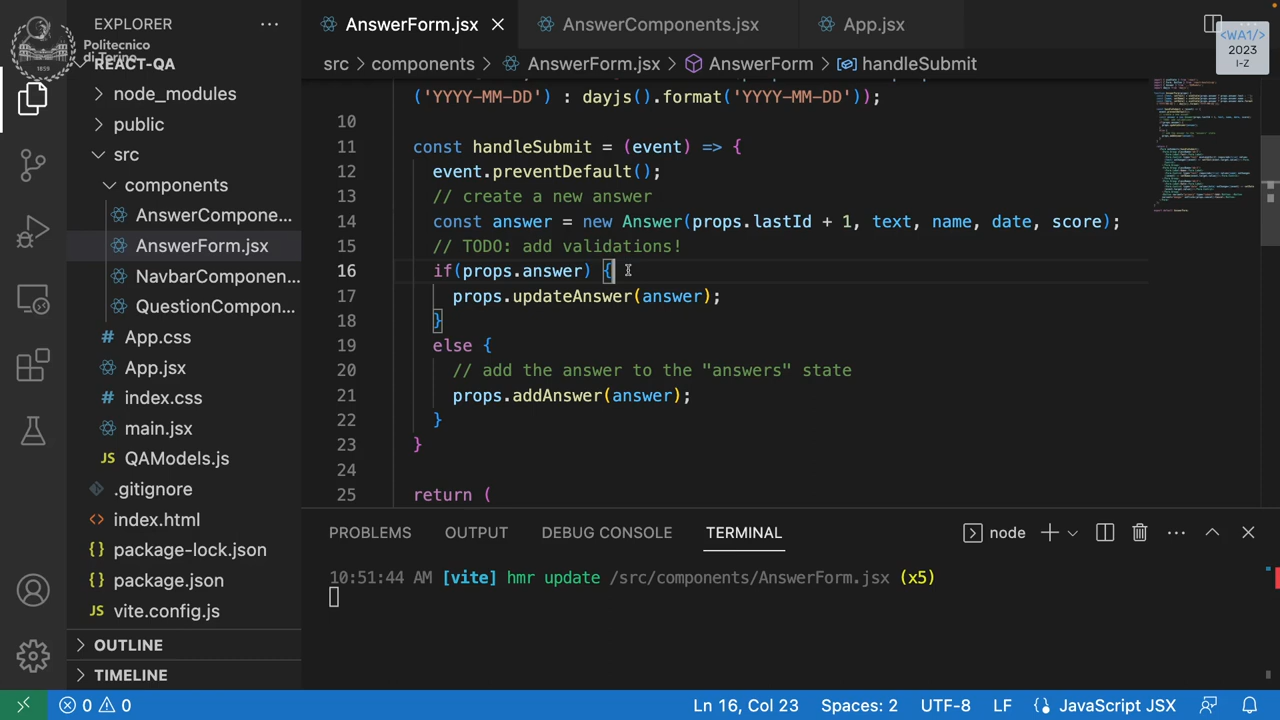 EXPLORER
Politecnico
di Torino
1859
REACT-QA
node_modules
public
src
components
AnswerCompone...
AnswerForm.jsx
NavbarComponen...
QuestionCompon...
App.css
App.jsx
index.css
main.jsx
JS QAModels.js
.gitignore
index.html
package-lock.json
package.json
JS vite.config.js
OUTLINE
TIMELINE
AnswerForm.jsx
AnswerComponents.jsx
App.jsx
<WA1/>
2023
I-Z
src > components > AnswerForm.jsx > AnswerForm > handleSubmit
('YYYY-MM-DD') : dayjs().format('YYYY-MM-DD'));
10
11 const handleSubmit = (event) => {
12 event.preventDefault();
13 // create a new answer
14 const answer = new Answer(props.lastId + 1, text, name, date, score);
15 // TODO: add validations!
16 if(props.answer) {
17 props.updateAnswer(answer);
18 }
19 else {
20 // add the answer to the "answers" state
21 props.addAnswer(answer);
22 }
23 }
24
25 return (
PROBLEMS OUTPUT DEBUG CONSOLE TERMINAL node
10:51:44 AM [vite] hmr update /src/components/AnswerForm.jsx (x5)
0 0 Ln 16, Col 23 Spaces: 2 UTF-8 LF {} JavaScript JSX